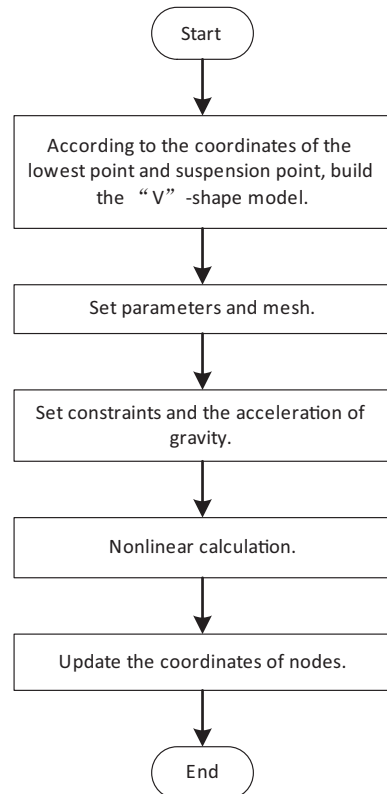 Start
According to the coordinates of the
lowest point and suspension point, build
the “V”-shape model.
Set parameters and mesh.
Set constraints and the acceleration of
gravity.
Nonlinear calculation.
Update the coordinates of nodes.
End